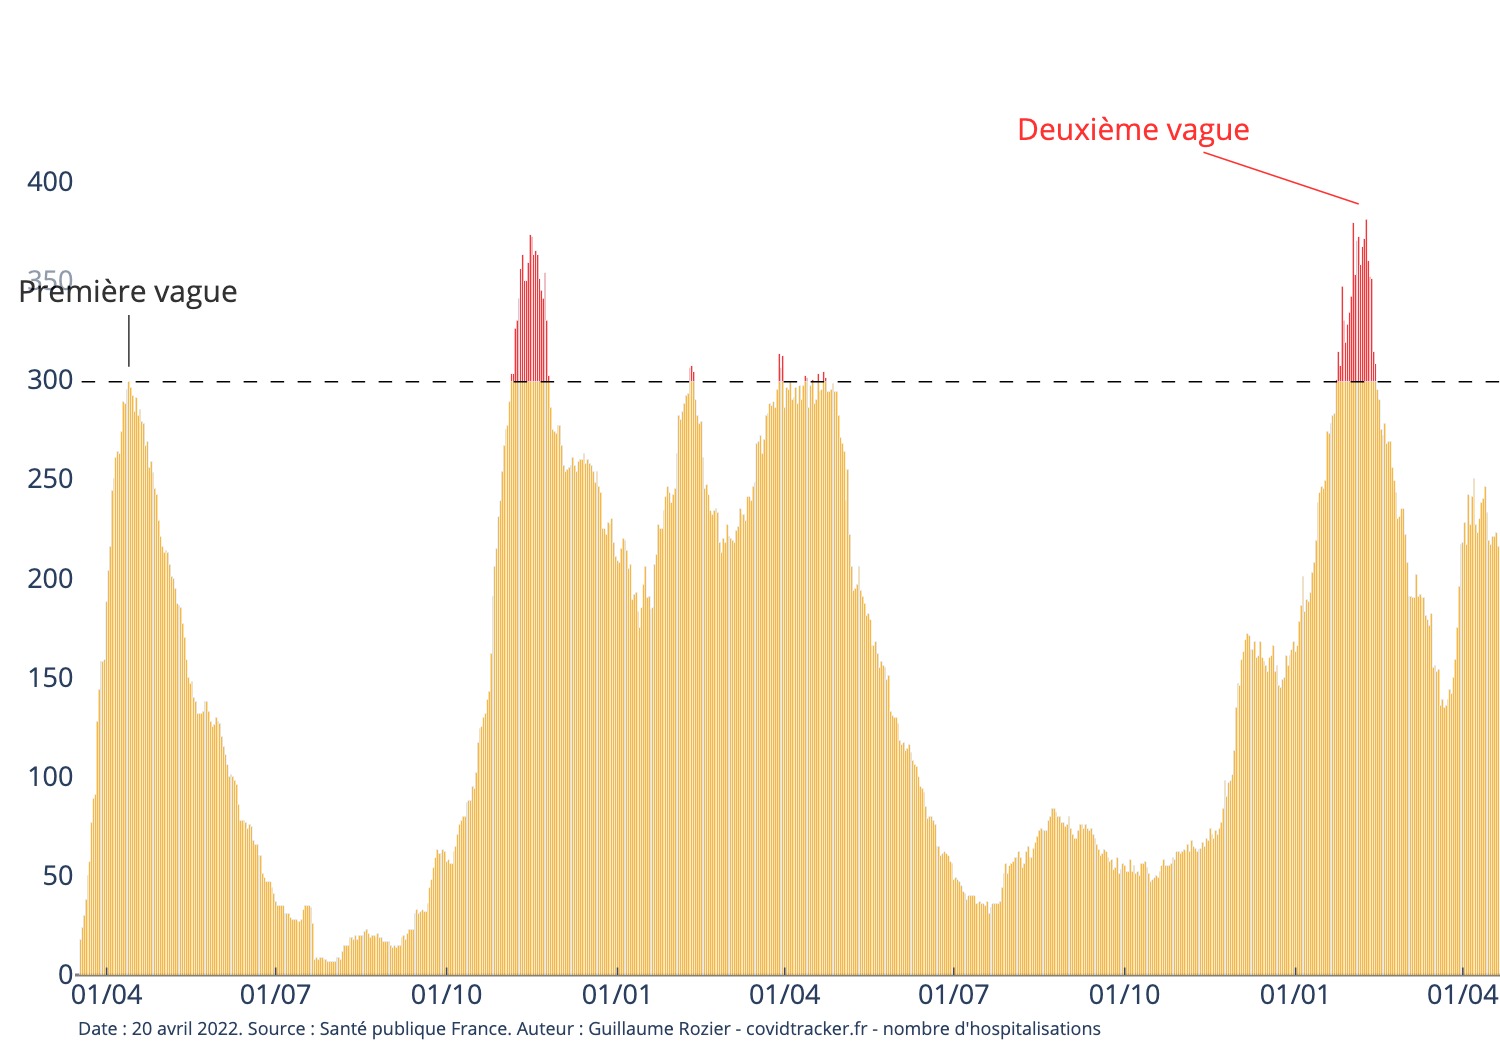 Deuxième vague
400
350
Première vague
300
250
200
150
100
50
0
01/04 01/07 01/10 01/01 01/04 01/07 01/10 01/01 01/04
Date : 20 avril 2022. Source : Santé publique France. Auteur : Guillaume Rozier - covidtracker.fr - nombre d'hospitalisations